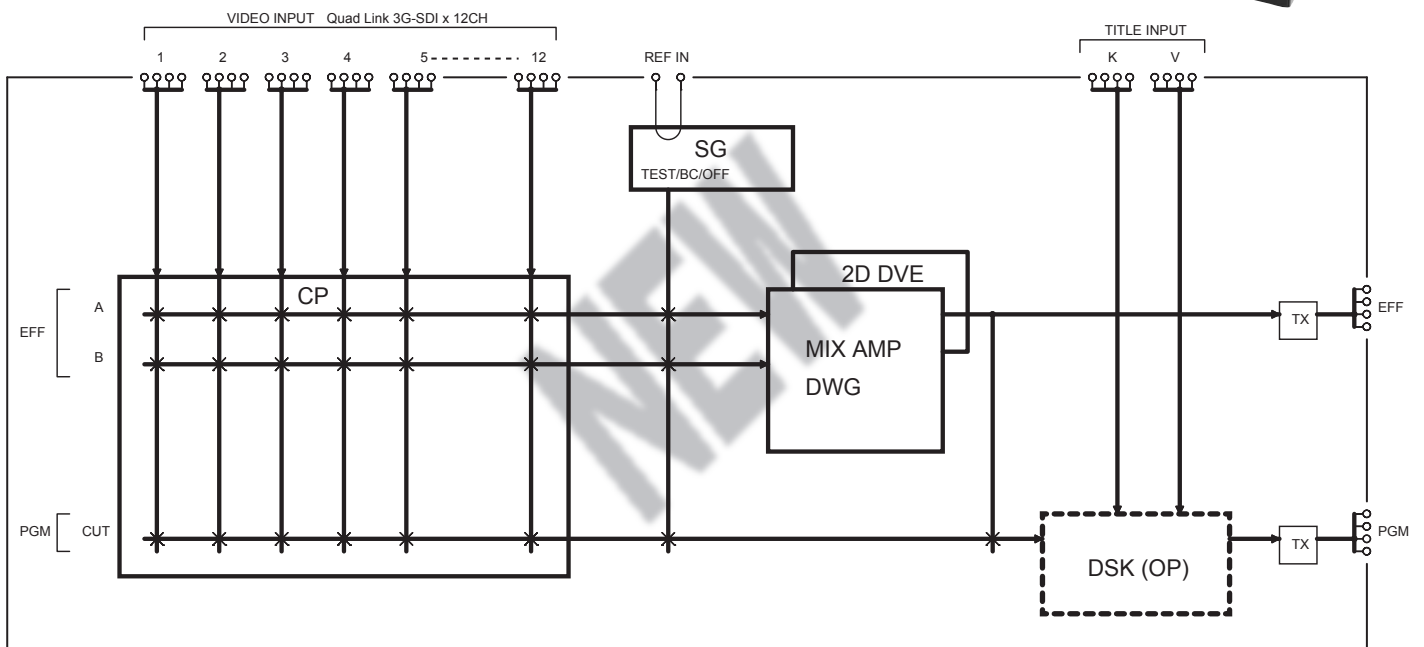 VIDEO INPUT Quad Link 3G-SDI x 12CH
TITLE INPUT
1 2 3 4 5 12 REF IN K V
SG
TEST/BC/OFF
CP
2D DVE
EFF
A
B
MIX AMP
DWG
TX
EFF
NEW
PGM
CUT
DSK (OP)
TX
PGM